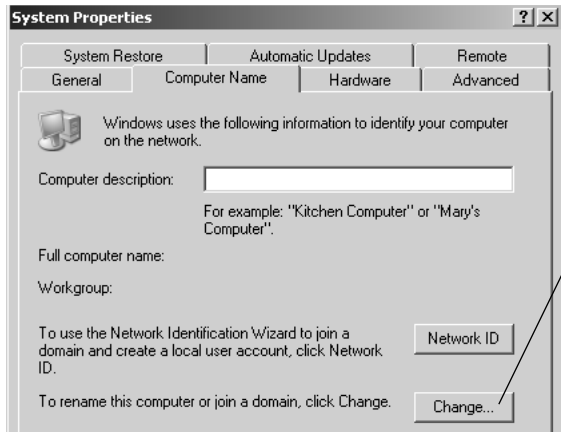 System Properties
? X
System Restore Automatic Updates Remote
General Computer Name Hardware Advanced
Windows uses the following information to identify your computer
on the network.
Computer description:
For example: "Kitchen Computer" or "Mary's
Computer".
Full computer name:
Workgroup:
To use the Network Identification Wizard to join a
domain and create a local user account, click Network
ID.
Network ID
To rename this computer or join a domain, click Change.
Change...